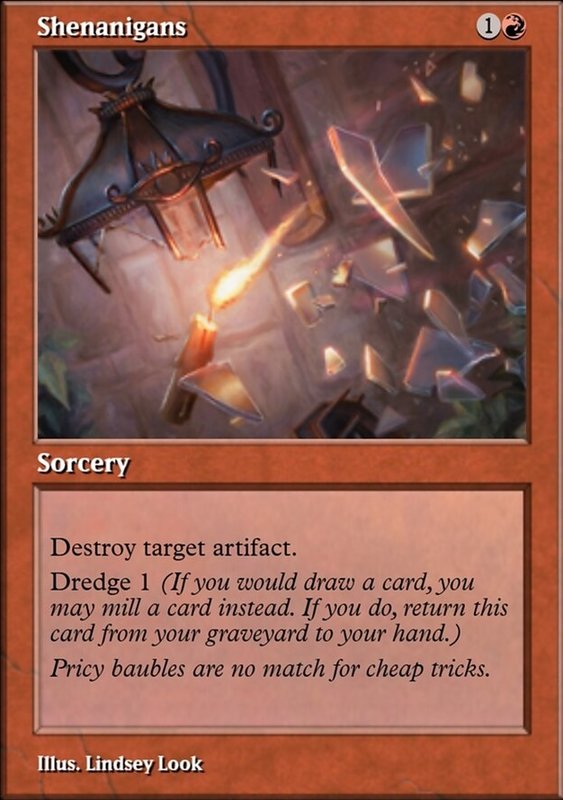 Shenanigans 1
Sorcery
Destroy target artifact.
Dredge 1 (If you would draw a card, you
may mill a card instead. If you do, return this
card from your graveyard to your hand.)
Pricy baubles are no match for cheap tricks.
Illus. Lindsey Look